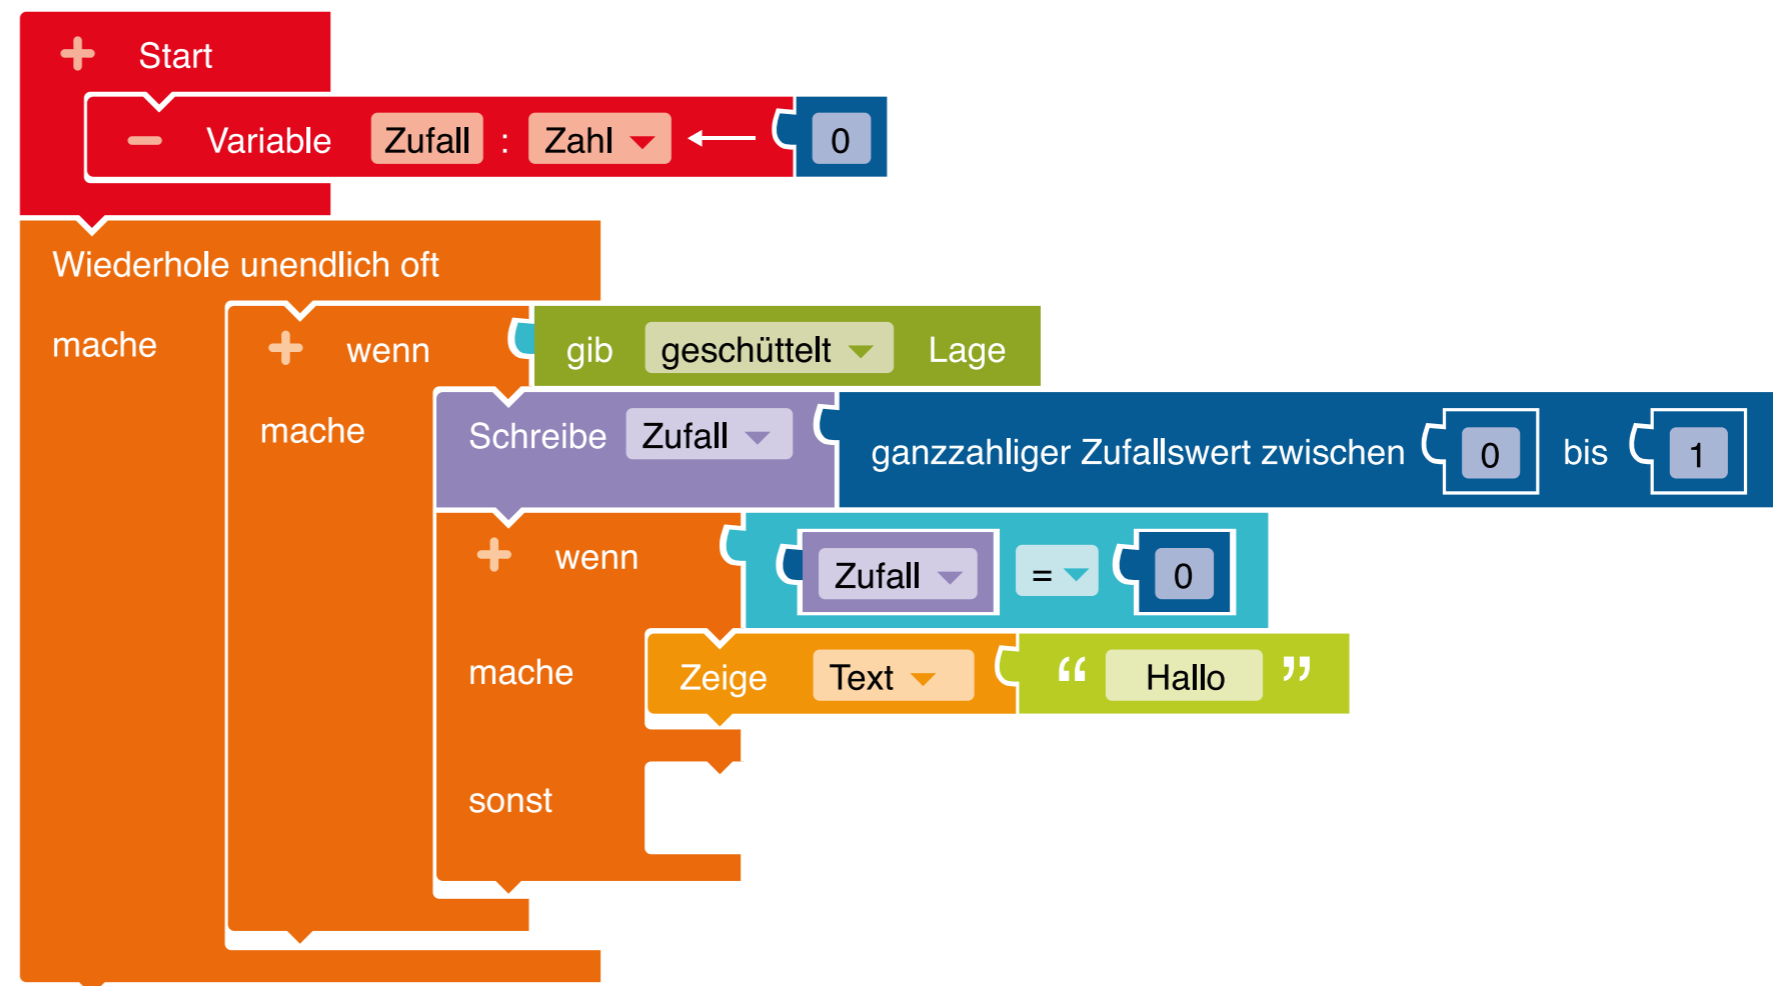 Start
Variable Zufall : Zahl ← 0
Wiederhole unendlich oft
mache wenn gib geschüttelt Lage
mache Schreibe Zufall ganzzahliger Zufallswert zwischen 0 bis 1
wenn Zufall = 0
mache Zeige Text “ Hallo ”
sonst